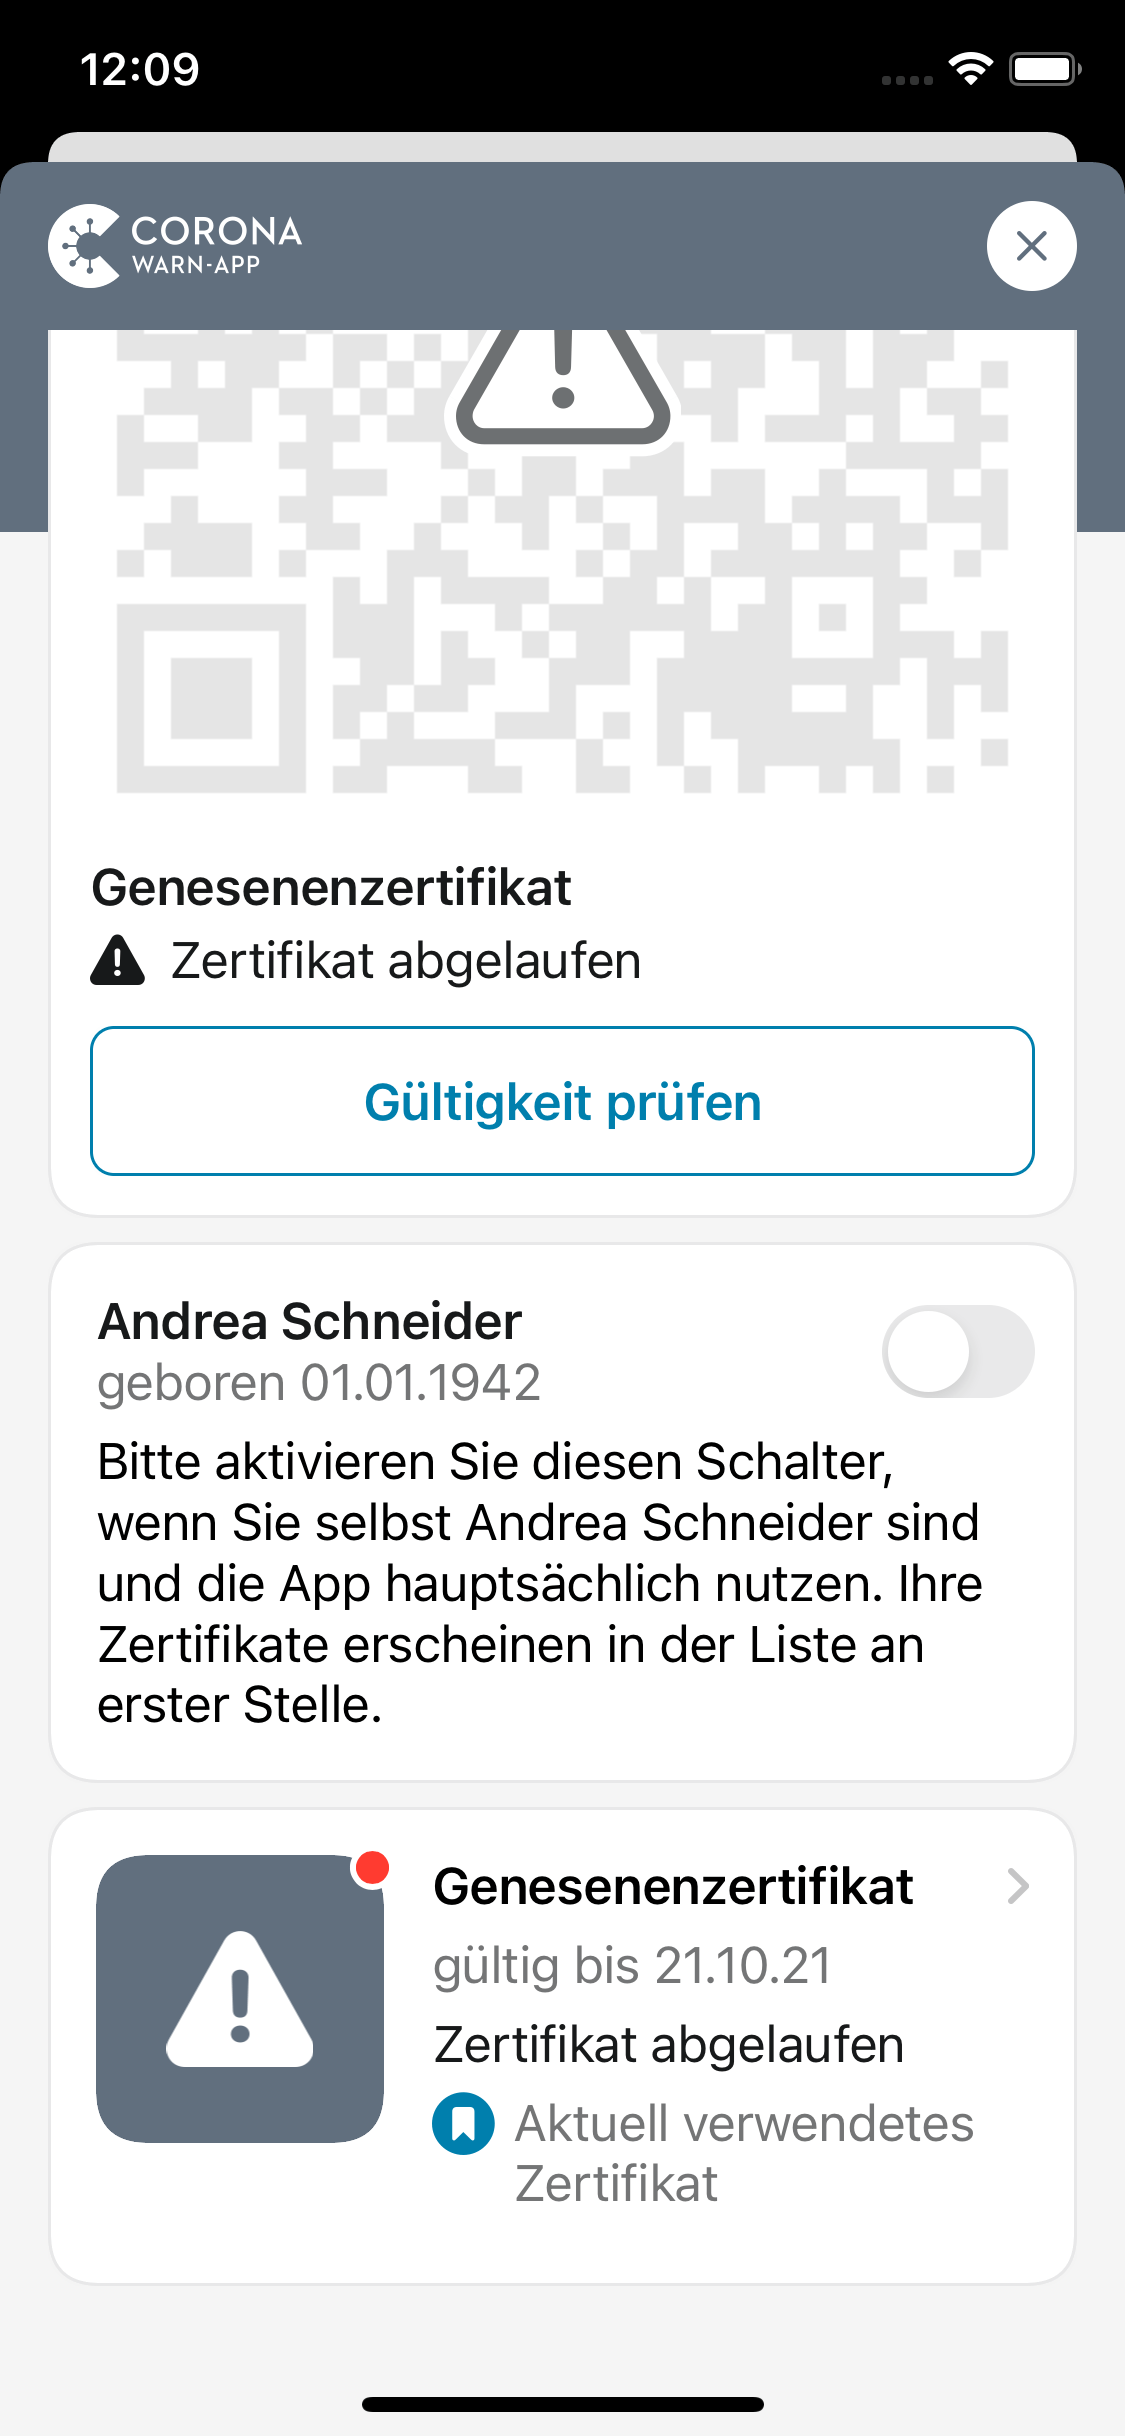 12:09
CORONA
WARN-APP
Genesenenzertifikat
Zertifikat abgelaufen
Gültigkeit prüfen
Andrea Schneider
geboren 01.01.1942
Bitte aktivieren Sie diesen Schalter,
wenn Sie selbst Andrea Schneider sind
und die App hauptsächlich nutzen. Ihre
Zertifikate erscheinen in der Liste an
erster Stelle.
Genesenenzertifikat
gültig bis 21.10.21
Zertifikat abgelaufen
Aktuell verwendetes
Zertifikat